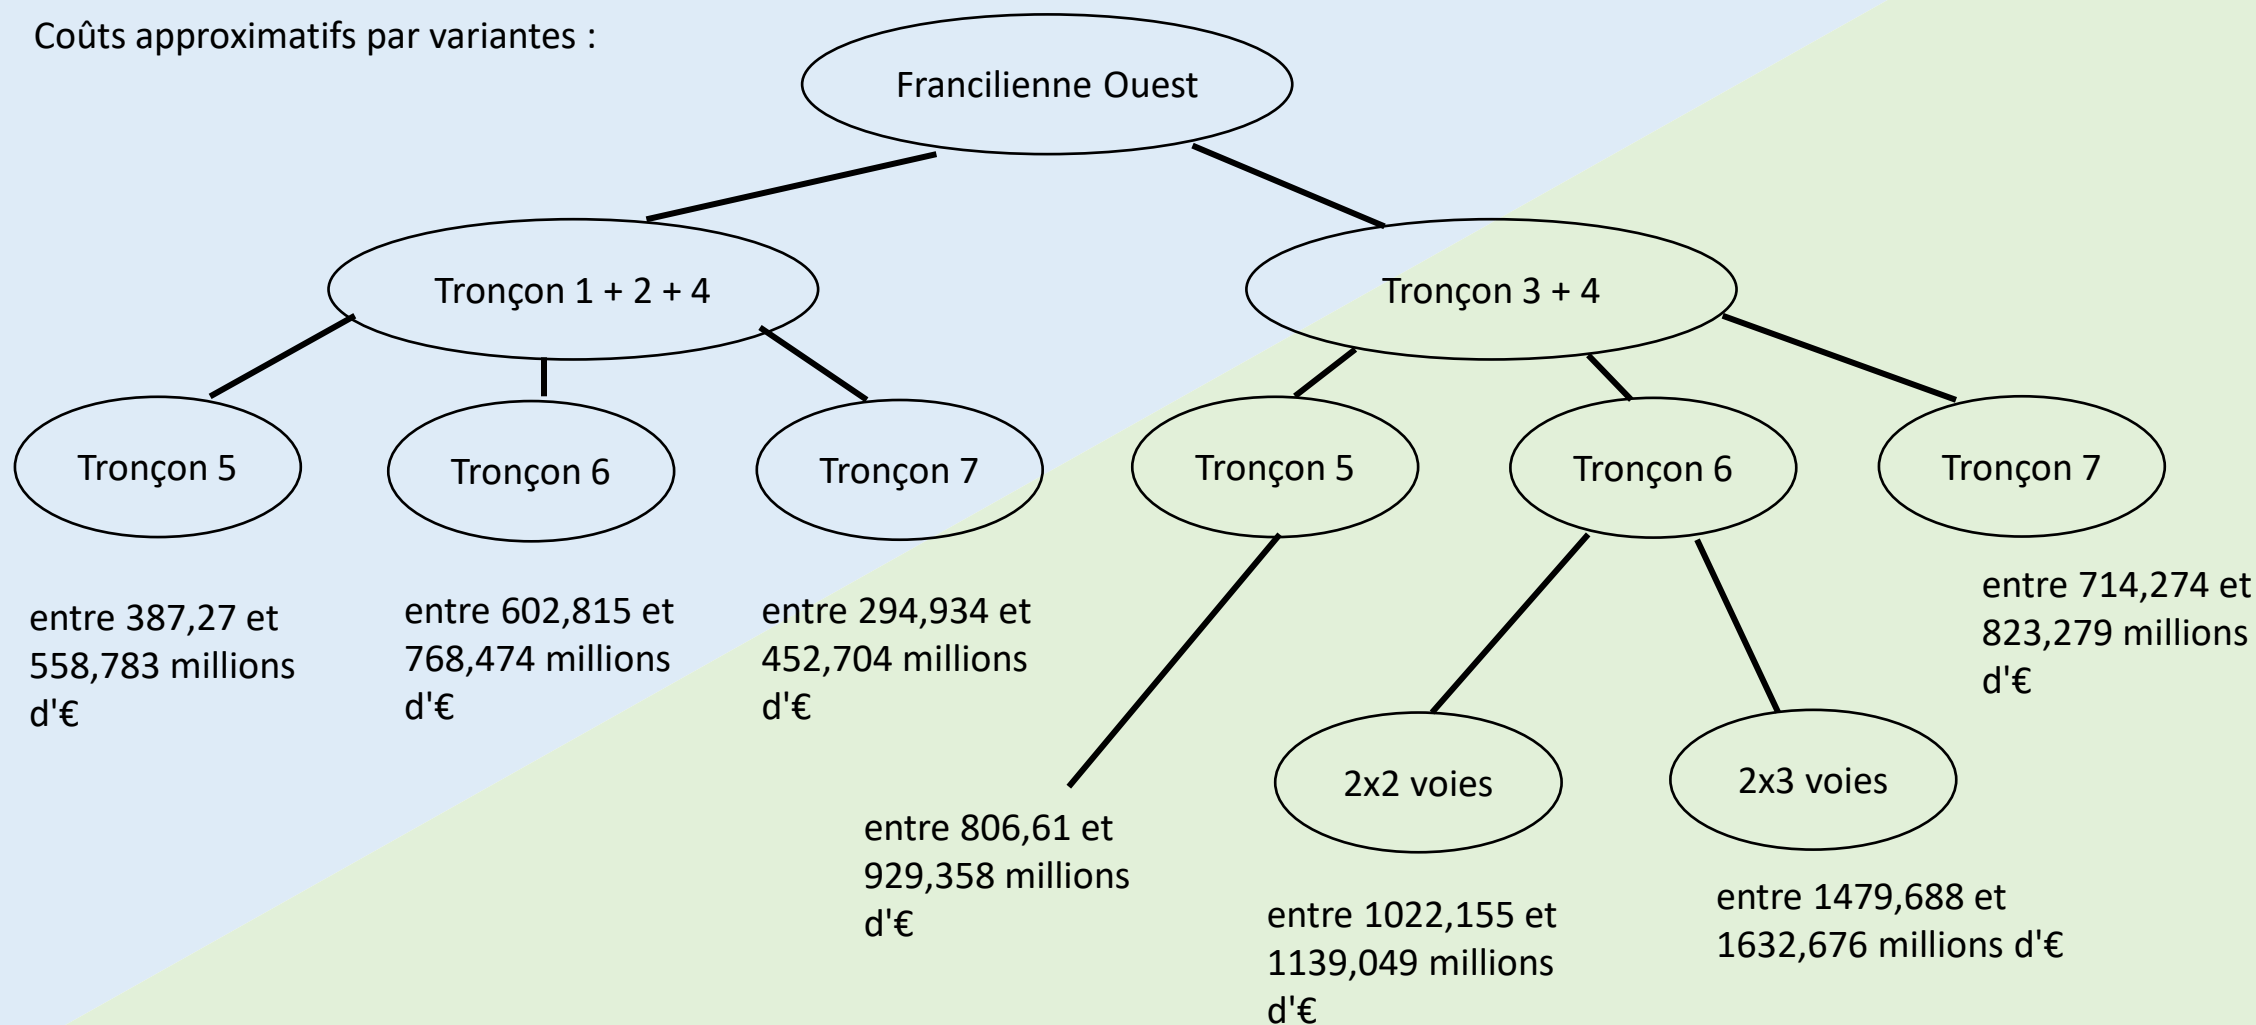 Coûts approximatifs par variantes :
Francilienne Ouest
Tronçon 1 + 2 + 4
Tronçon 3 + 4
Tronçon 5
Tronçon 6
Tronçon 7
Tronçon 5
Tronçon 6
Tronçon 7
entre 387,27 et
558,783 millions
d'€
entre 602,815 et
768,474 millions
d'€
entre 294,934 et
452,704 millions
d'€
entre 714,274 et
823,279 millions
d'€
2x2 voies
2x3 voies
entre 806,61 et
929,358 millions
d'€
entre 1022,155 et
1139,049 millions
d'€
entre 1479,688 et
1632,676 millions d'€